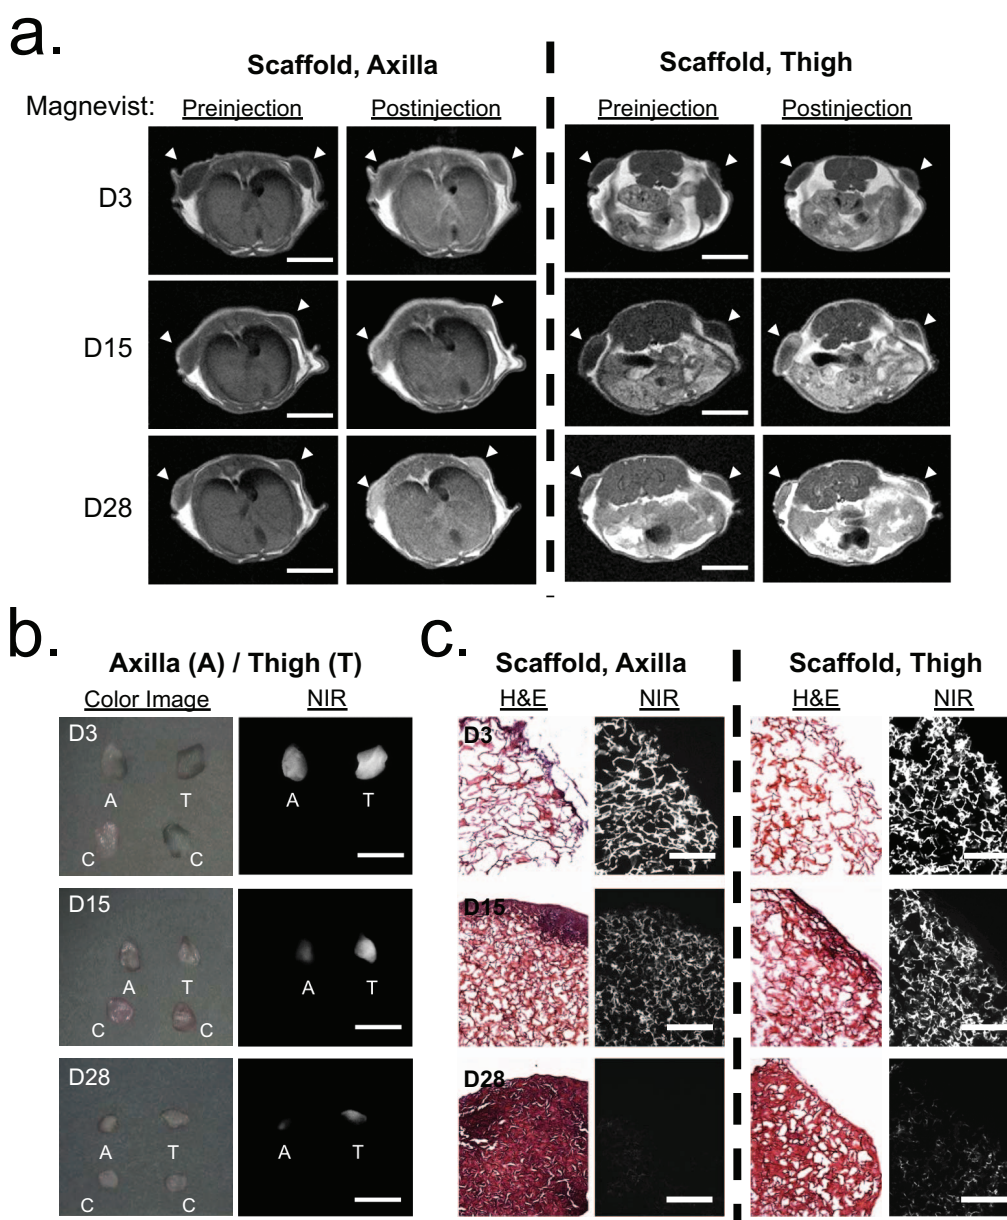 a.
Scaffold, Axilla
Scaffold, Thigh
Magnevist:
Preinjection
Postinjection
Preinjection
Postinjection
D3
D15
D28
b.
Axilla (A) / Thigh (T)
Color Image
NIR
D3
A
T
C
C
A
T
D15
A
T
C
C
A
T
D28
A
T
C
C
A
T
c.
Scaffold, Axilla
Scaffold, Thigh
H&E
NIR
H&E
NIR
D3
D15
D28